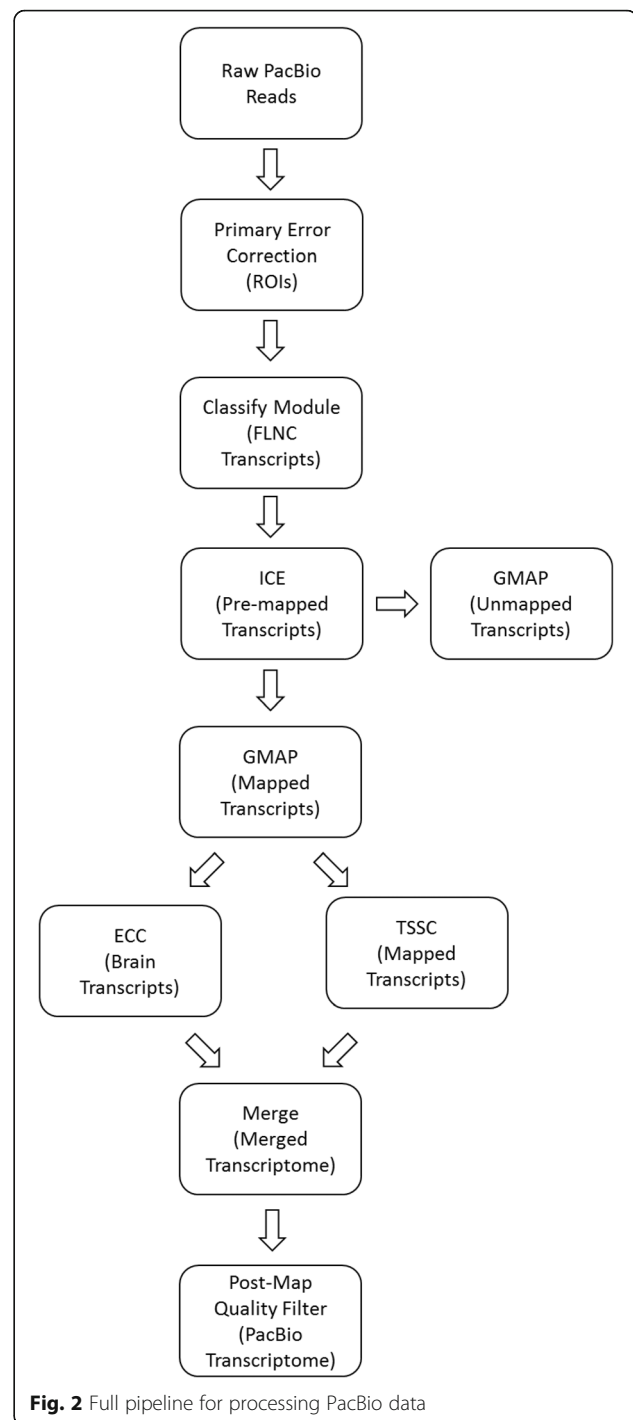 Raw PacBio
Reads
Primary Error
Correction
(ROIs)
Classify Module
(FLNC
Transcripts)
ICE
(Pre-mapped
Transcripts)
GMAP
(Unmapped
Transcripts)
GMAP
(Mapped
Transcripts)
ECC
(Brain
Transcripts)
TSSC
(Mapped
Transcripts)
Merge
(Merged
Transcriptome)
Post-Map
Quality Filter
(PacBio
Transcriptome)
Fig. 2 Full pipeline for processing PacBio data